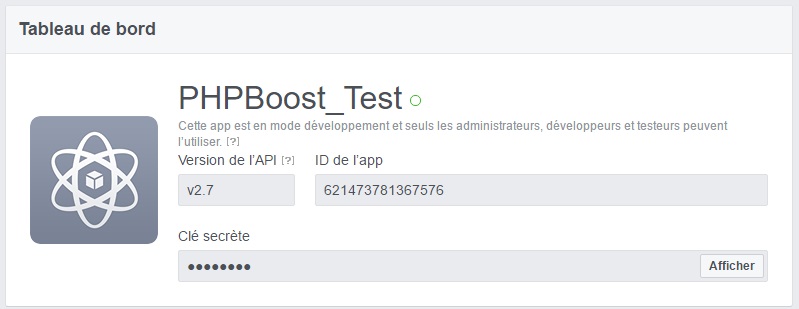 Tableau de bord
PHPBoost_Test
Cette app est en mode développement et seuls les administrateurs, développeurs et testeurs peuvent
l'utiliser. [?]
Version de l'API [?] ID de l'app
v2.7 621473781367576
Clé secrète
●●●●●●●● Afficher